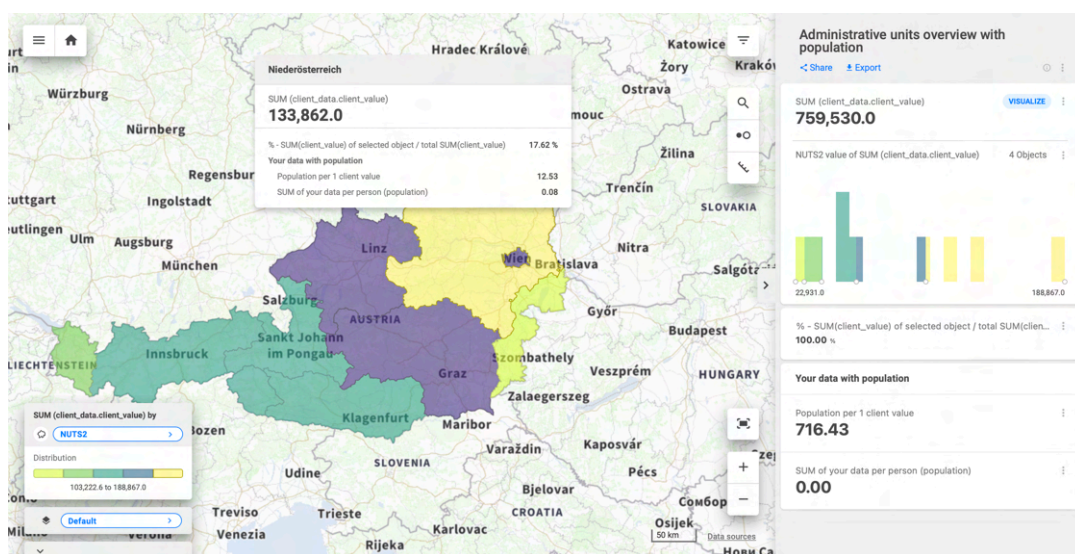 Niederösterreich
SUM (client_data.client_value)
133,862.0
% - SUM(client_value) of selected object / total SUM(client_value) 17.62 %
Your data with population
Population per 1 client value 12.53
SUM of your data per person (population) 0.08
Hradec Králové
Katowice
Żory
Ostrava
mouc
Würzburg
Nürnberg
Žilina
Regensbur
Ingolstadt
Trenčín
SLOVAKIA
Ulm
Augsburg
München
Linz
Wien
Bratislava
Nitra
Salzburg
Győr
AUSTRIA
Sankt Johann
im Pongau
Budapest
LIECHTENSTEIN
Innsbruck
Szombathely
Graz
Veszprém
HUNGARY
Zalaegerszeg
Klagenfurt
Maribor
Bozen
Varaždin
Kaposvár
SLOVENIA
Pécs
Udine
Bjelovar
Treviso
Trieste
CROATIA
Osijek
Verona
Venezia
Karlovac
Rijeka
50 km
Data sources
SUM (client_data.client_value) by
NUTS2
Distribution
103,222.6 to 188,867.0
Default
Administrative units overview with
population
Share Export
SUM (client_data.client_value) VISUALIZE
759,530.0
NUTS2 value of SUM (client_data.client_value) 4 Objects
22,931.0 188,867.0
% - SUM(client_value) of selected object / total SUM(clien...
100.00 %
Your data with population
Population per 1 client value
716.43
SUM of your data per person (population)
0.00